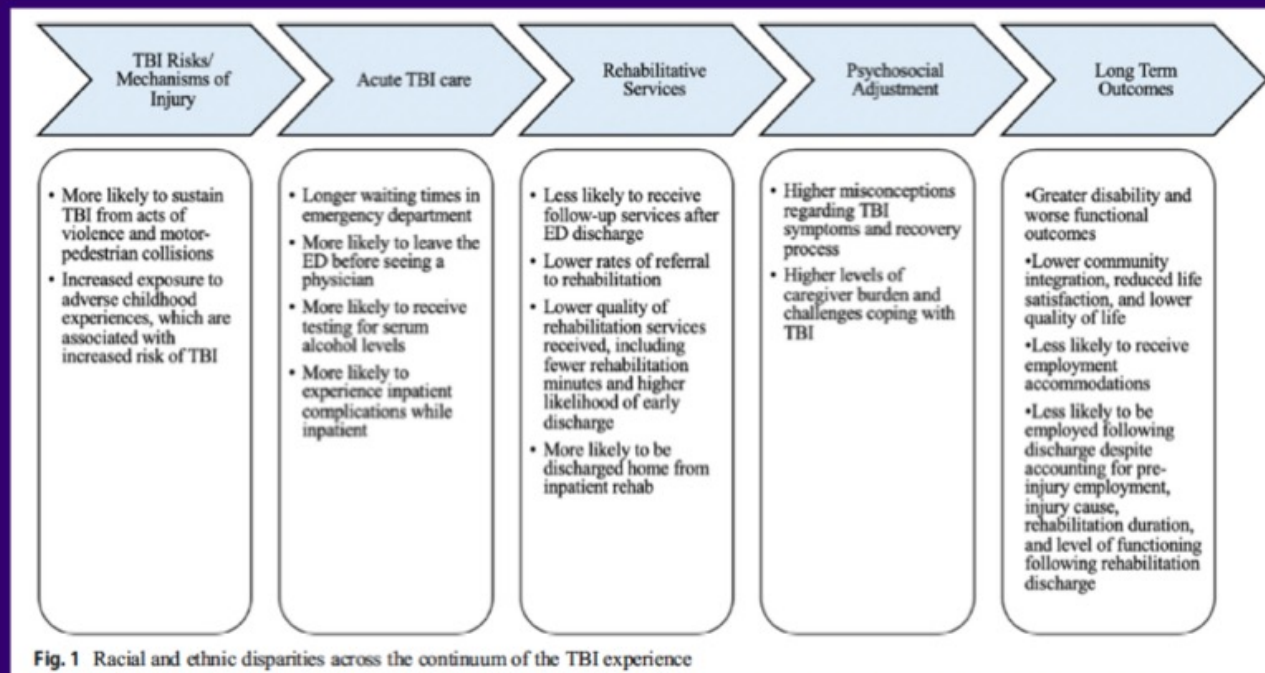 TBI Risks/
Mechanisms of
Injury
Acute TBI care
Rehabilitative
Services
Psychosocial
Adjustment
Long Term
Outcomes
• More likely to sustain
TBI from acts of
violence and motor-
pedestrian collisions
• Increased exposure to
adverse childhood
experiences, which are
associated with
increased risk of TBI
• Longer waiting times in
emergency department
• More likely to leave the
ED before seeing a
physician
• More likely to receive
testing for serum
alcohol levels
• More likely to
experience inpatient
complications while
inpatient
• Less likely to receive
follow-up services after
ED discharge
• Lower rates of referral
to rehabilitation
• Lower quality of
rehabilitation services
received, including
fewer rehabilitation
minutes and higher
likelihood of early
discharge
• More likely to be
discharged home from
inpatient rehab
• Higher misconceptions
regarding TBI
symptoms and recovery
process
• Higher levels of
caregiver burden and
challenges coping with
TBI
•Greater disability and
worse functional
outcomes
•Lower community
integration, reduced life
satisfaction, and lower
quality of life
•Less likely to receive
employment
accommodations
•Less likely to be
employed following
discharge despite
accounting for pre-
injury employment,
injury cause,
rehabilitation duration,
and level of functioning
following rehabilitation
discharge
Fig. 1 Racial and ethnic disparities across the continuum of the TBI experience